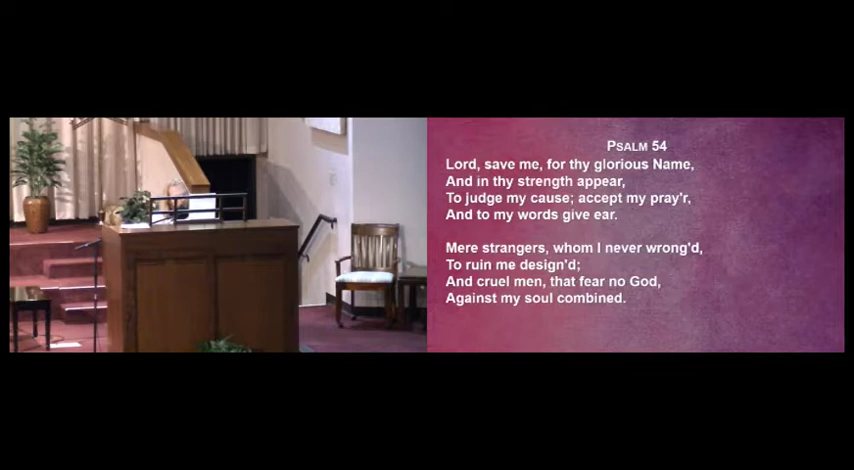 PSALM 54
Lord, save me, for thy glorious Name,
And in thy strength appear,
To judge my cause; accept my pray'r,
And to my words give ear.
Mere strangers, whom I never wrong'd,
To ruin me design'd;
And cruel men, that fear no God,
Against my soul combined.